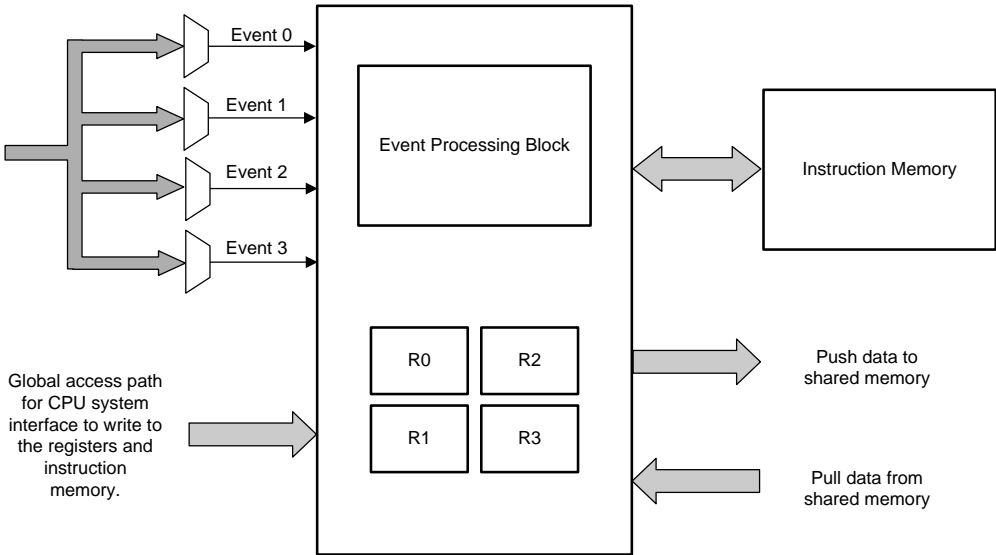 Event 0
Event 1
Event 2
Event 3
Event Processing Block
Instruction Memory
R0
R2
R1
R3
Global access path
for CPU system
interface to write to
the registers and
instruction
memory.
Push data to
shared memory
Pull data from
shared memory